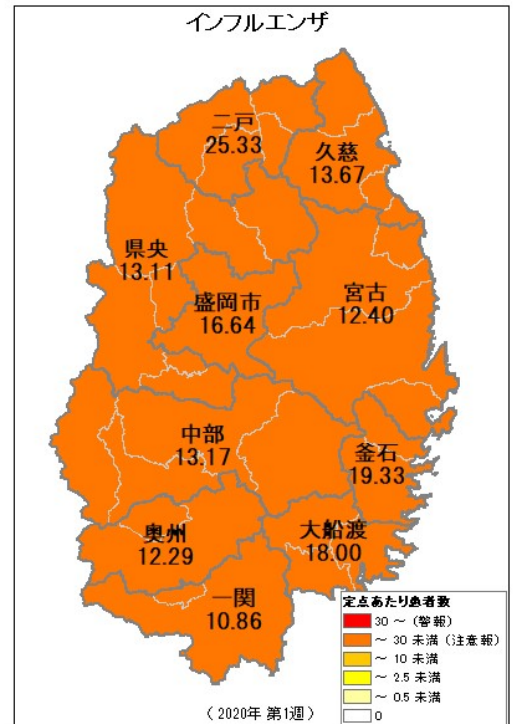 インフルエンザ
二戸
25.33
久慈
13.67
県央
13.11
盛岡市
16.64
宮古
12.40
中部
13.17
釜石
19.33
奥州
12.29
大船渡
18.00
一関
10.86
定点あたり患者数
30 ～ (警報)
～ 30 未満 (注意報)
～ 10 未満
～ 2.5 未満
～ 0.5 未満
0
（2020年 第1週）